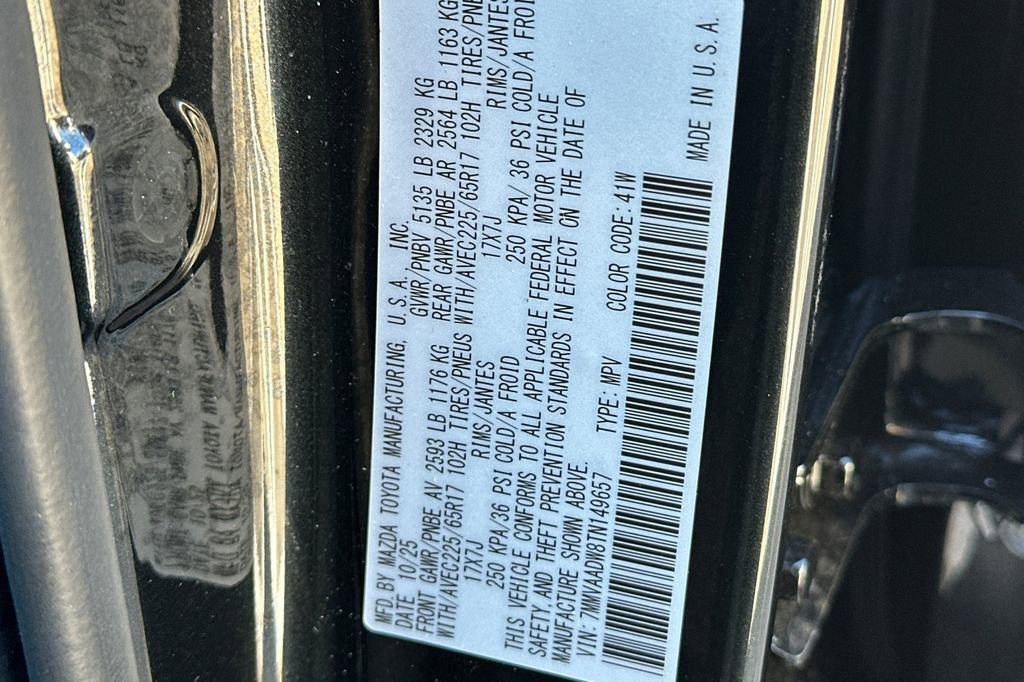 MFD. BY MAZDA TOYOTA MANUFACTURING, U.S.A, INC.
DATE 10/25 GVWR/PNBV 5135 LB 2329 KG
FRONT GAWR/PNBE AV 2593 LB 1176 KG REAR GAWR/PNBE AR 2564 LB 1163 KG
WITH/AVEC225/65R17 102H TIRES/PNEUS WITH/AVEC225/65R17 102H TIRES/PNE
17X7J RIMS/JANTES 17X7J RIMS/JANTES
250 KPA/36 PSI COLD/A FROID 250 KPA/ 36 PSI COLD/A FROI
THIS VEHICLE CONFORMS TO ALL APPLICABLE FEDERAL MOTOR VEHICLE
SAFETY, AND THEFT PREVENTION STANDARDS IN EFFECT ON THE DATE OF
MANUFACTURE SHOWN ABOVE.
VIN: 7MMVAADW8TN149657 TYPE: MPV COLOR CODE: 41W
MADE IN U.S.A.